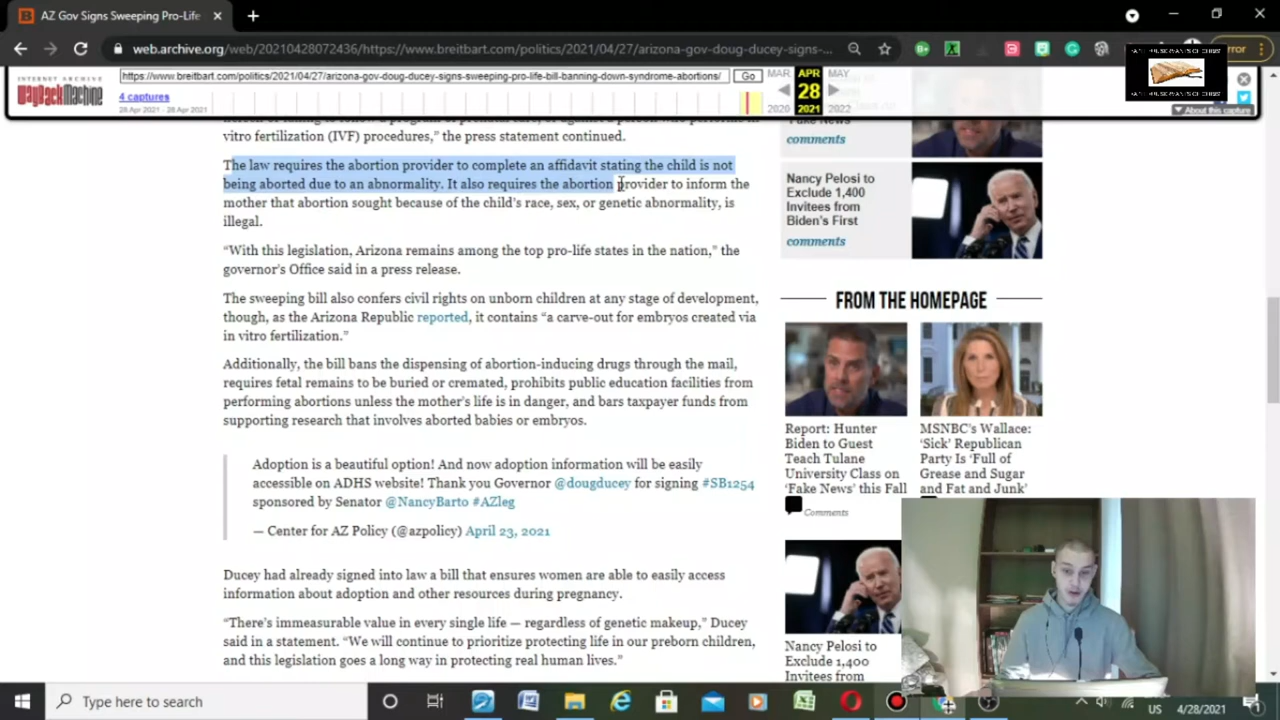 AZ Gov Signs Sweeping Pro-Life
web.archive.org/web/20210428072436/https://www.breitbart.com/politics/2021/04/27/arizona-gov-doug-ducey-signs-...
Error
INTERNET ARCHIVE
WayBackMachine
https://www.breitbart.com/politics/2021/04/27/arizona-gov-doug-ducey-signs-sweeping-pro-life-bill-banning-down-syndrome-abortions/
Go
MAR
APR
MAY
4 captures
28
28 Apr 2021 - 28 Apr 2021
2020
2021
2022
About this capture
vitro fertilization (IVF) procedures,” the press statement continued.
The law requires the abortion provider to complete an affidavit stating the child is not
being aborted due to an abnormality. It also requires the abortion provider to inform the
mother that abortion sought because of the child’s race, sex, or genetic abnormality, is
illegal.
“With this legislation, Arizona remains among the top pro-life states in the nation,” the
governor’s Office said in a press release.
The sweeping bill also confers civil rights on unborn children at any stage of development,
though, as the Arizona Republic reported, it contains “a carve-out for embryos created via
in vitro fertilization.”
Additionally, the bill bans the dispensing of abortion-inducing drugs through the mail,
requires fetal remains to be buried or cremated, prohibits public education facilities from
performing abortions unless the mother’s life is in danger, and bars taxpayer funds from
supporting research that involves aborted babies or embryos.
Adoption is a beautiful option! And now adoption information will be easily
accessible on ADHS website! Thank you Governor @dougducey for signing #SB1254
sponsored by Senator @NancyBarto #AZleg
— Center for AZ Policy (@azpolicy) April 23, 2021
Ducey had already signed into law a bill that ensures women are able to easily access
information about adoption and other resources during pregnancy.
“There’s immeasurable value in every single life — regardless of genetic makeup,” Ducey
said in a statement. “We will continue to prioritize protecting life in our preborn children,
and this legislation goes a long way in protecting real human lives.”
Fake News’
comments
Nancy Pelosi to
Exclude 1,400
Invitees from
Biden’s First
comments
FROM THE HOMEPAGE
Report: Hunter
Biden to Guest
Teach Tulane
University Class on
‘Fake News’ this Fall
Comments
MSNBC’s Wallace:
‘Sick’ Republican
Party Is ‘Full of
Grease and Sugar
and Fat and Junk’
Nancy Pelosi to
Exclude 1,400
Invitees from
Type here to search
US
4/28/2021